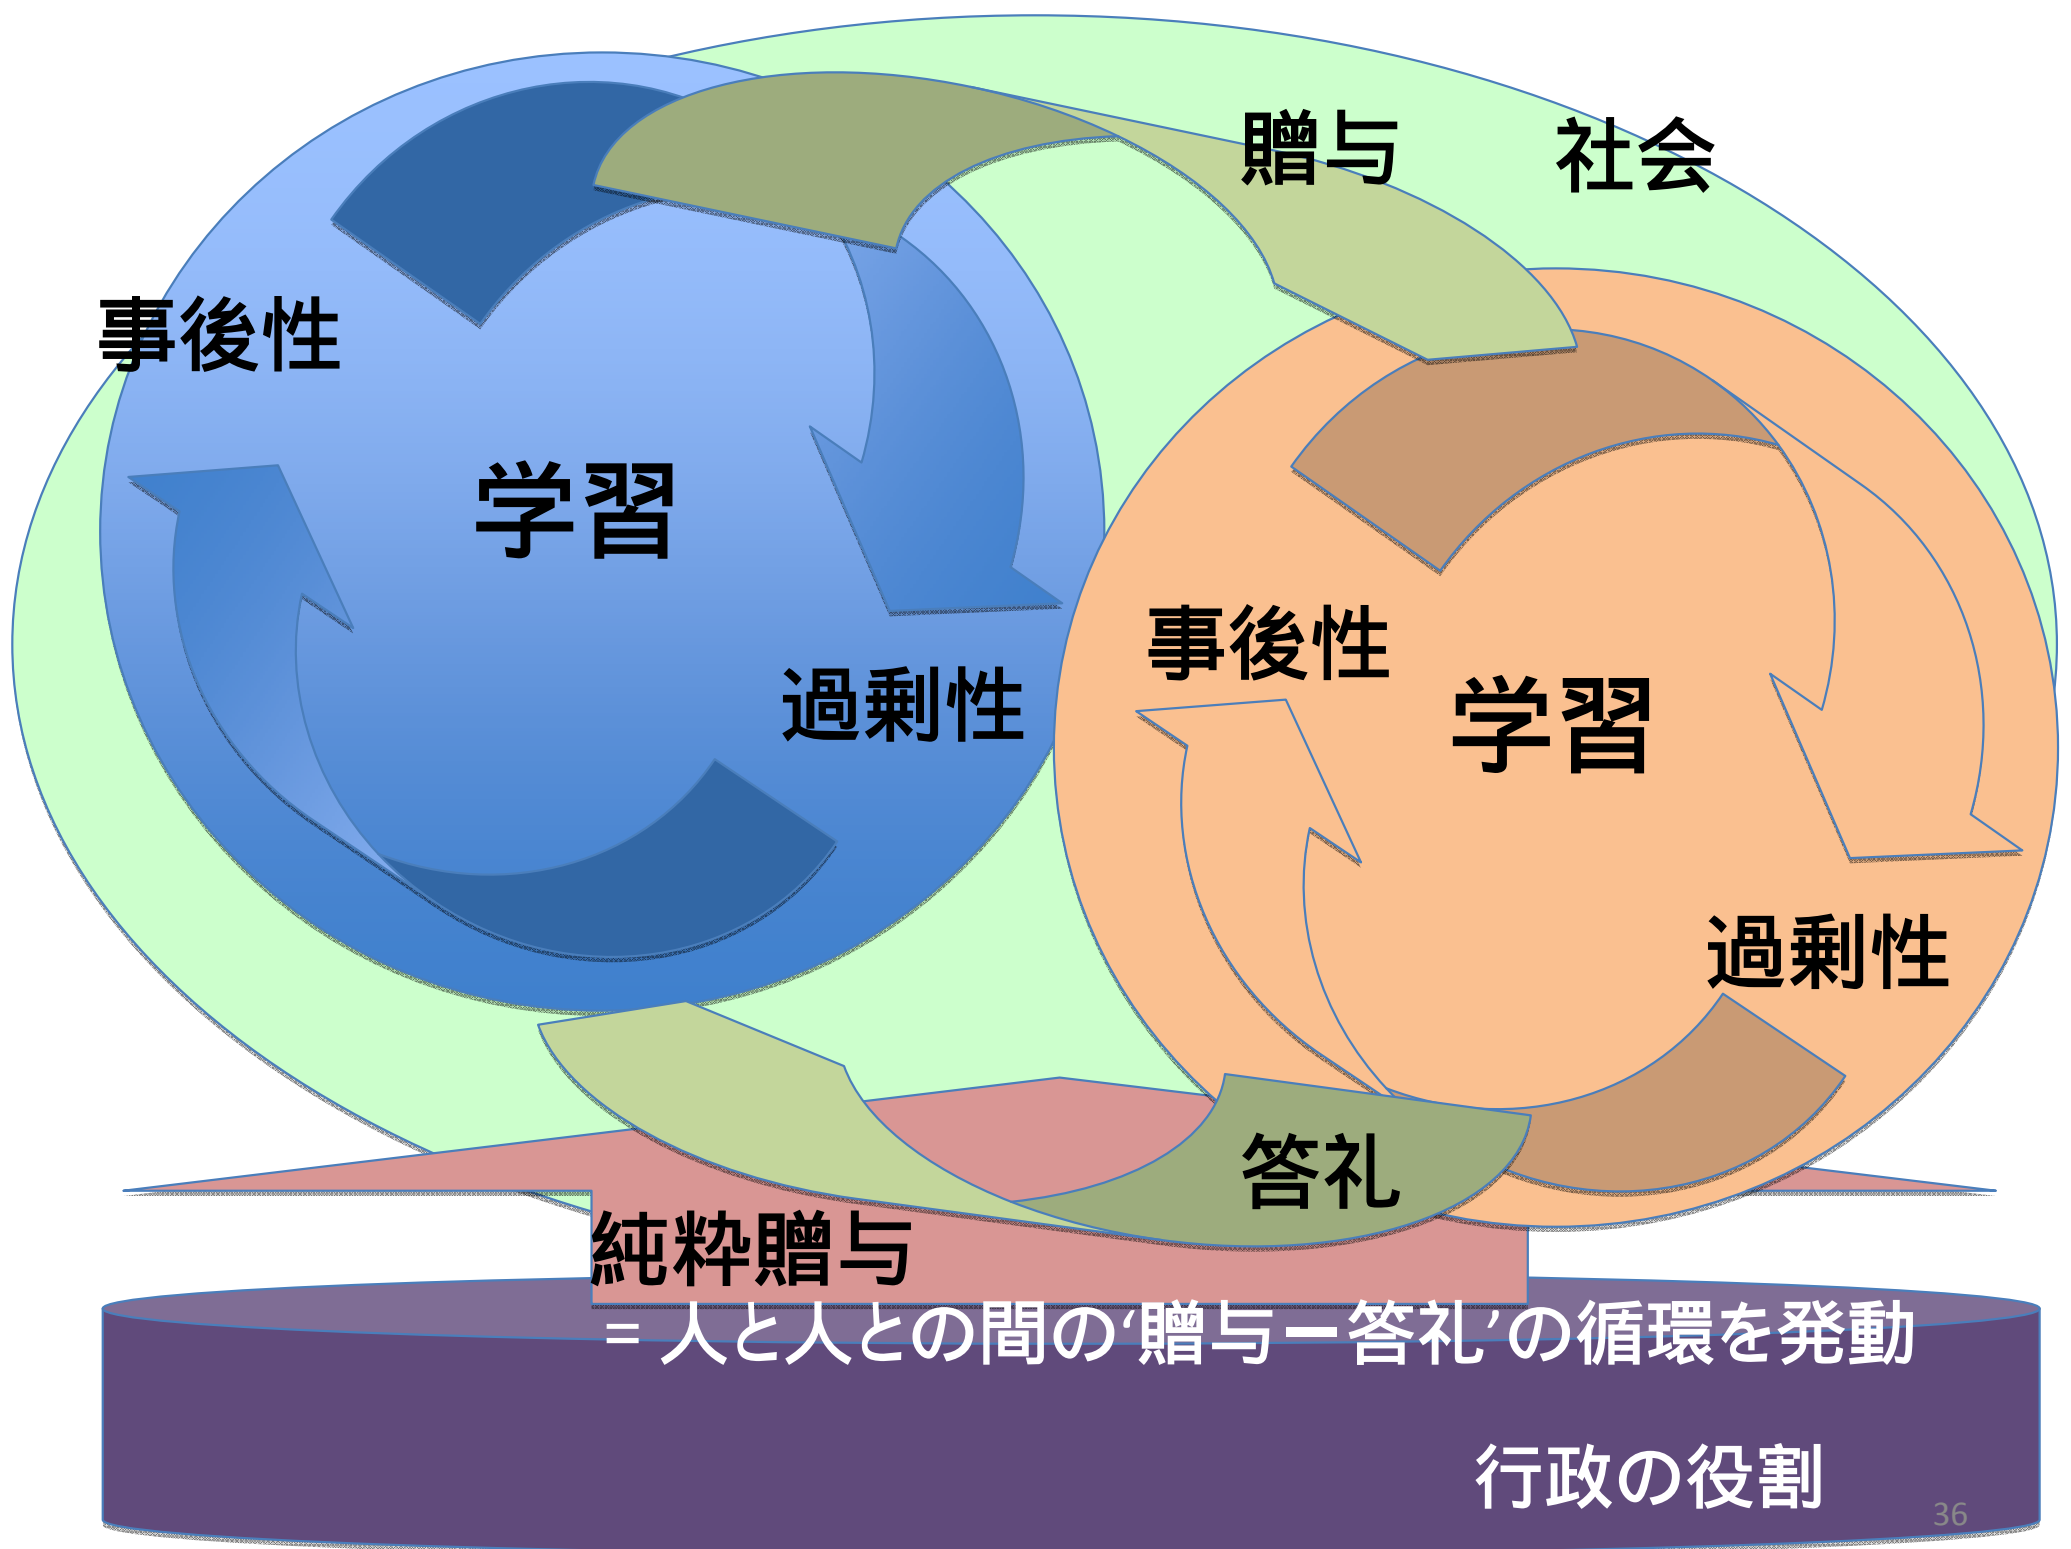 贈与
社会
事後性
学習
過剰性
事後性
学習
過剰性
答礼
純粋贈与
= 人と人との間の‘贈与－答礼’の循環を発動
行政の役割
36